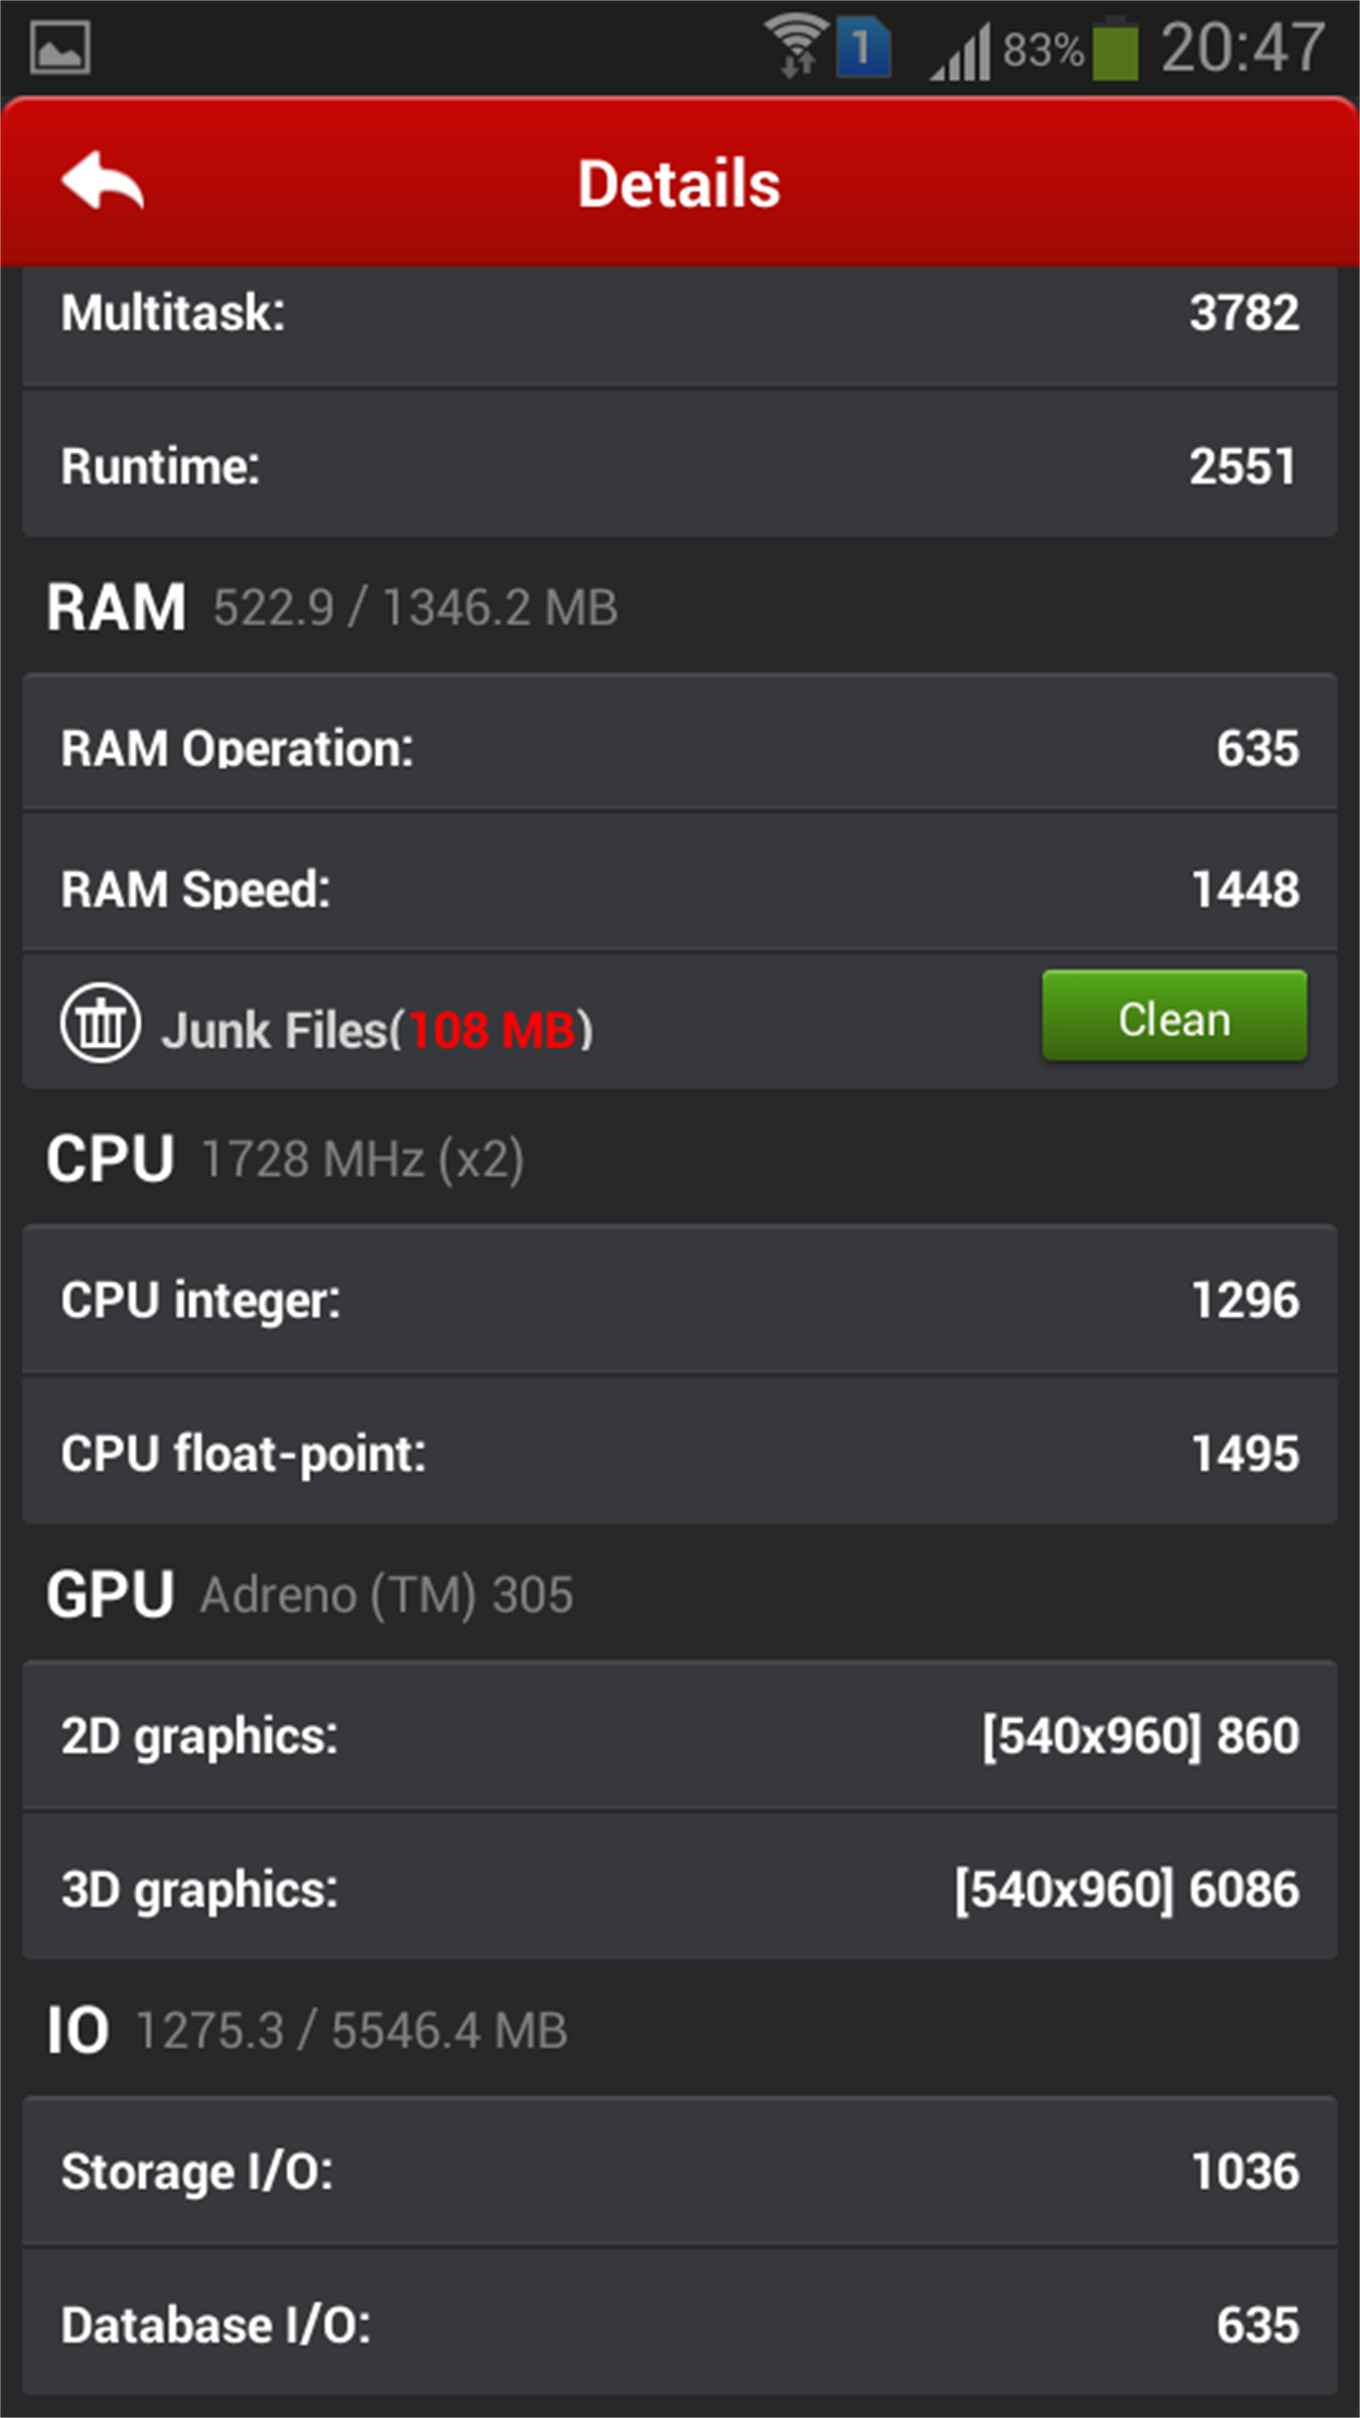 1 83% 20:47
Details
Multitask: 3782
Runtime: 2551
RAM 522.9 / 1346.2 MB
RAM Operation: 635
RAM Speed: 1448
Junk Files(108 MB) Clean
CPU 1728 MHz (x2)
CPU integer: 1296
CPU float-point: 1495
GPU Adreno (TM) 305
2D graphics: [540x960] 860
3D graphics: [540x960] 6086
IO 1275.3 / 5546.4 MB
Storage I/O: 1036
Database I/O: 635